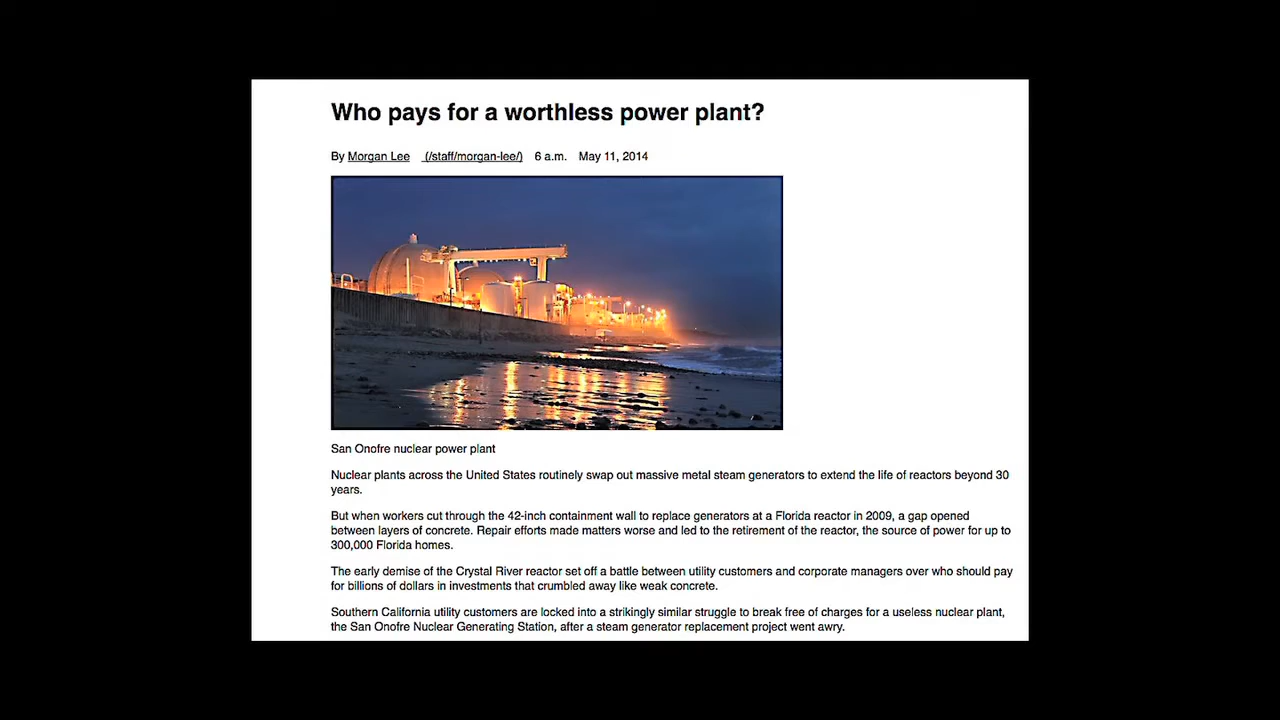 Who pays for a worthless power plant?
By Morgan Lee (/staff/morgan-lee/) 6 a.m. May 11, 2014
San Onofre nuclear power plant
Nuclear plants across the United States routinely swap out massive metal steam generators to extend the life of reactors beyond 30
years.
But when workers cut through the 42-inch containment wall to replace generators at a Florida reactor in 2009, a gap opened
between layers of concrete. Repair efforts made matters worse and led to the retirement of the reactor, the source of power for up to
300,000 Florida homes.
The early demise of the Crystal River reactor set off a battle between utility customers and corporate managers over who should pay
for billions of dollars in investments that crumbled away like weak concrete.
Southern California utility customers are locked into a strikingly similar struggle to break free of charges for a useless nuclear plant,
the San Onofre Nuclear Generating Station, after a steam generator replacement project went awry.